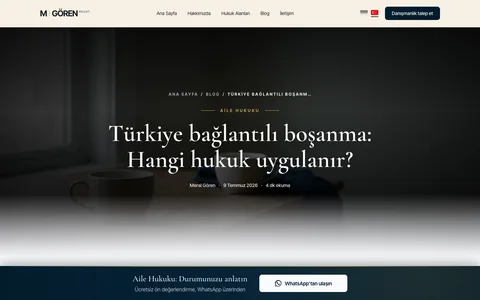 M GÖREN
Ana Sayfa Hakkımızda Hukuk Alanları Blog İletişim
Danışmanlık talep et
ANA SAYFA / BLOG / TÜRKİYE BAĞLANTILI BOŞANM...
AİLE HUKUKU
Türkiye bağlantılı boşanma:
Hangi hukuk uygulanır?
Meral Gören · 9 Temmuz 2026 · 4 dk okuma
Aile Hukuku: Durumunuzu anlatın
Ücretsiz ön değerlendirme, WhatsApp üzerinden
WhatsApp'tan ulaşın